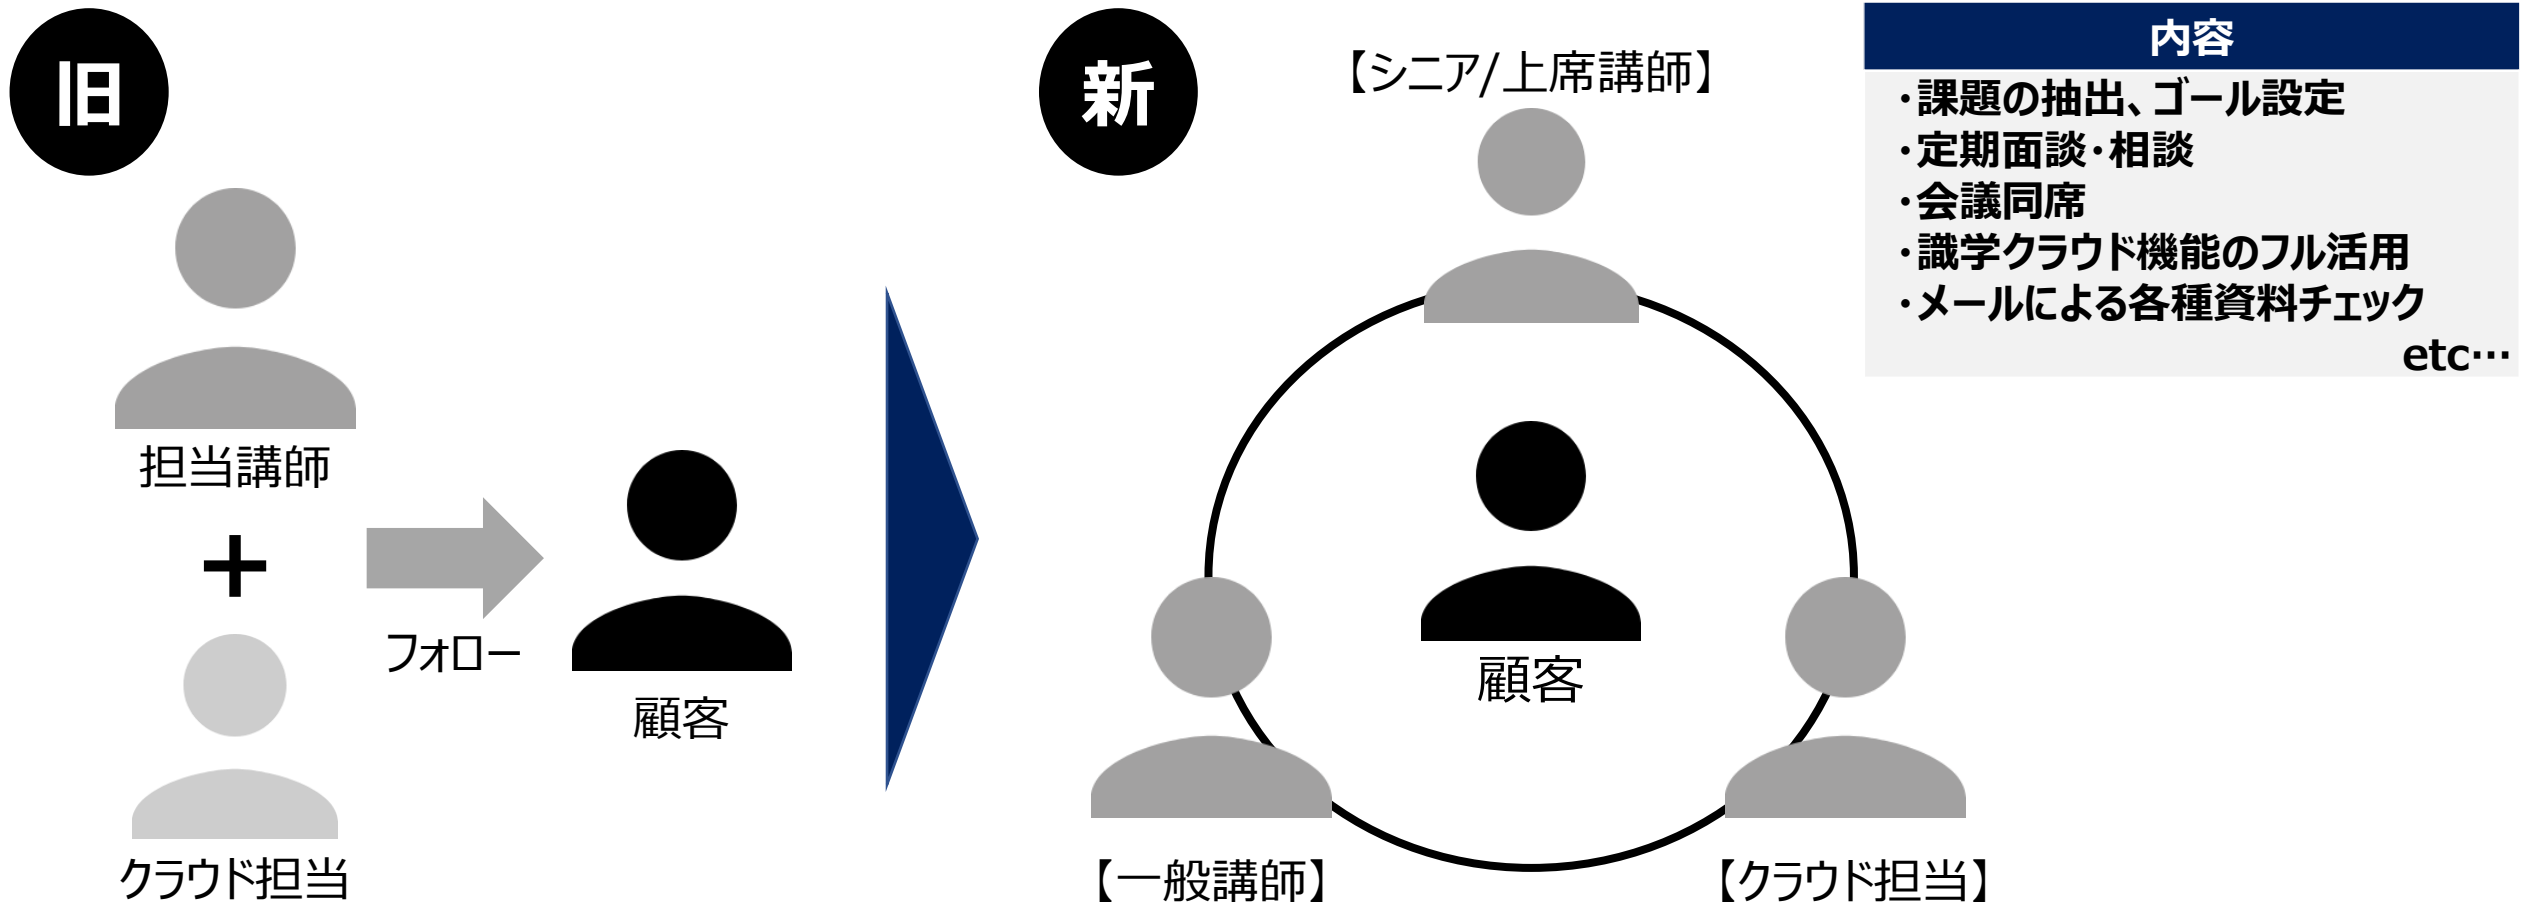 旧
担当講師
+
クラウド担当
フォロー
顧客
新
【シニア/上席講師】
顧客
【一般講師】
【クラウド担当】
内容
・課題の抽出、ゴール設定
・定期面談・相談
・会議同席
・識学クラウド機能のフル活用
・メールによる各種資料チェック
etc…